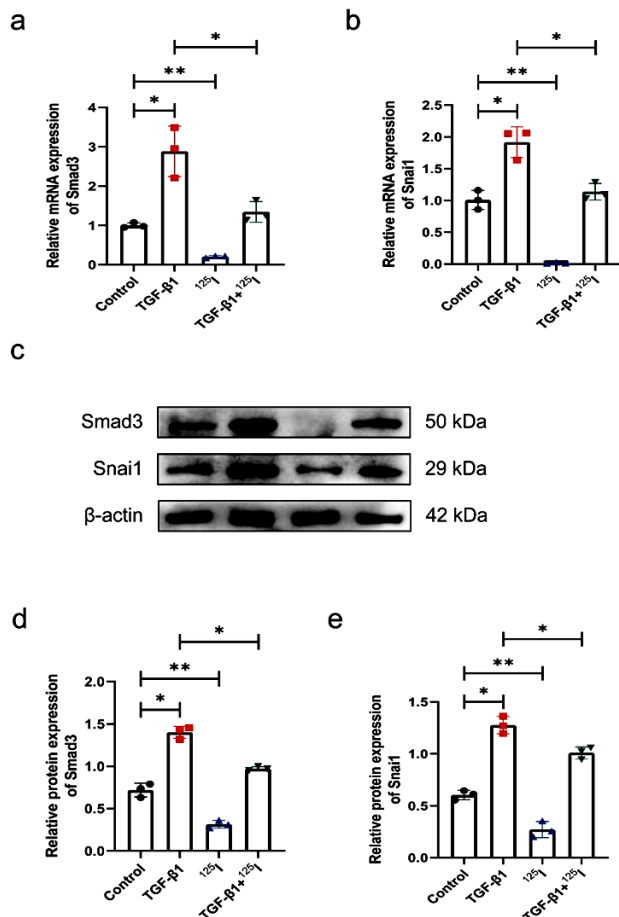 a
*
**
*
Relative mRNA expression
of Smad3
4
3
2
1
0
Control
TGF-β1
¹²⁵I
TGF-β1+¹²⁵I
b
*
**
*
Relative mRNA expression
of Snai1
2.5
2.0
1.5
1.0
0.5
0.0
Control
TGF-β1
¹²⁵I
TGF-β1+¹²⁵I
c
Smad3 50 kDa
Snai1 29 kDa
β-actin 42 kDa
d
*
**
*
Relative protein expression
of Smad3
2.0
1.5
1.0
0.5
0.0
Control
TGF-β1
¹²⁵I
TGF-β1+¹²⁵I
e
*
**
*
Relative protein expression
of Snai1
1.5
1.0
0.5
0.0
Control
TGF-β1
¹²⁵I
TGF-β1+¹²⁵I